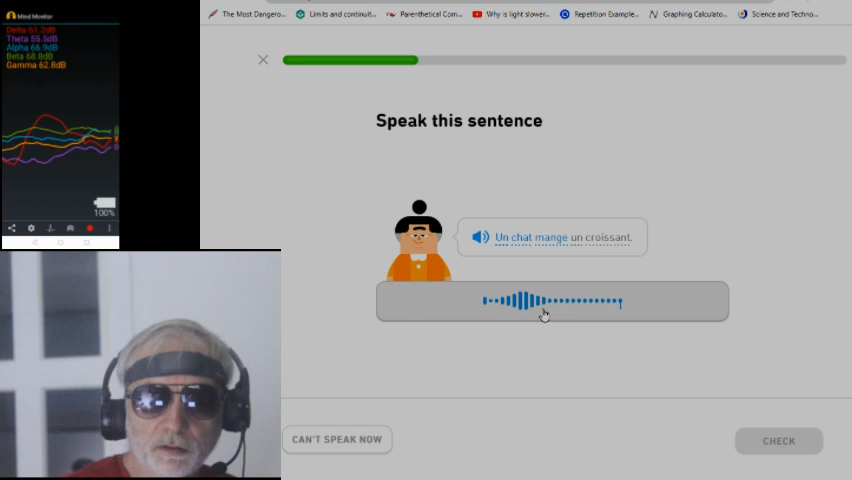 Mind Monitor
Delta 61.2dB
Theta 55.5dB
Alpha 66.9dB
Beta 68.8dB
Gamma 62.8dB
100%
The Most Dangero...
Limits and continuit...
Parenthetical Com...
Why is light slower...
Repetition Example...
Graphing Calculato...
Science and Techno...
Speak this sentence
Un chat mange un croissant.
CAN'T SPEAK NOW
CHECK